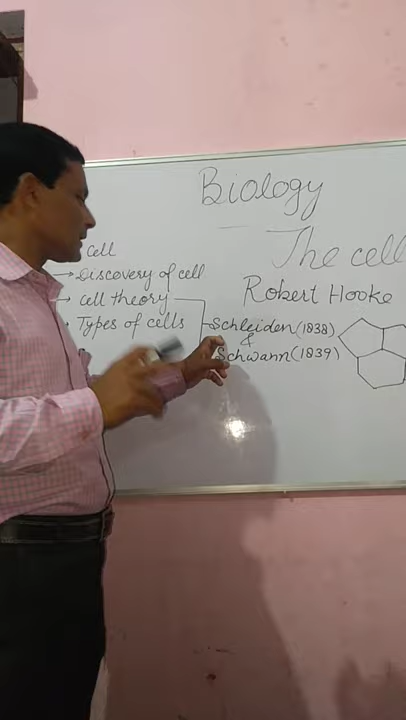 Biology
The cell
Cell
→ Discovery of cell
→ Cell theory
Types of cells
Robert Hooke
Schleiden (1838)
&
Schwann (1839)